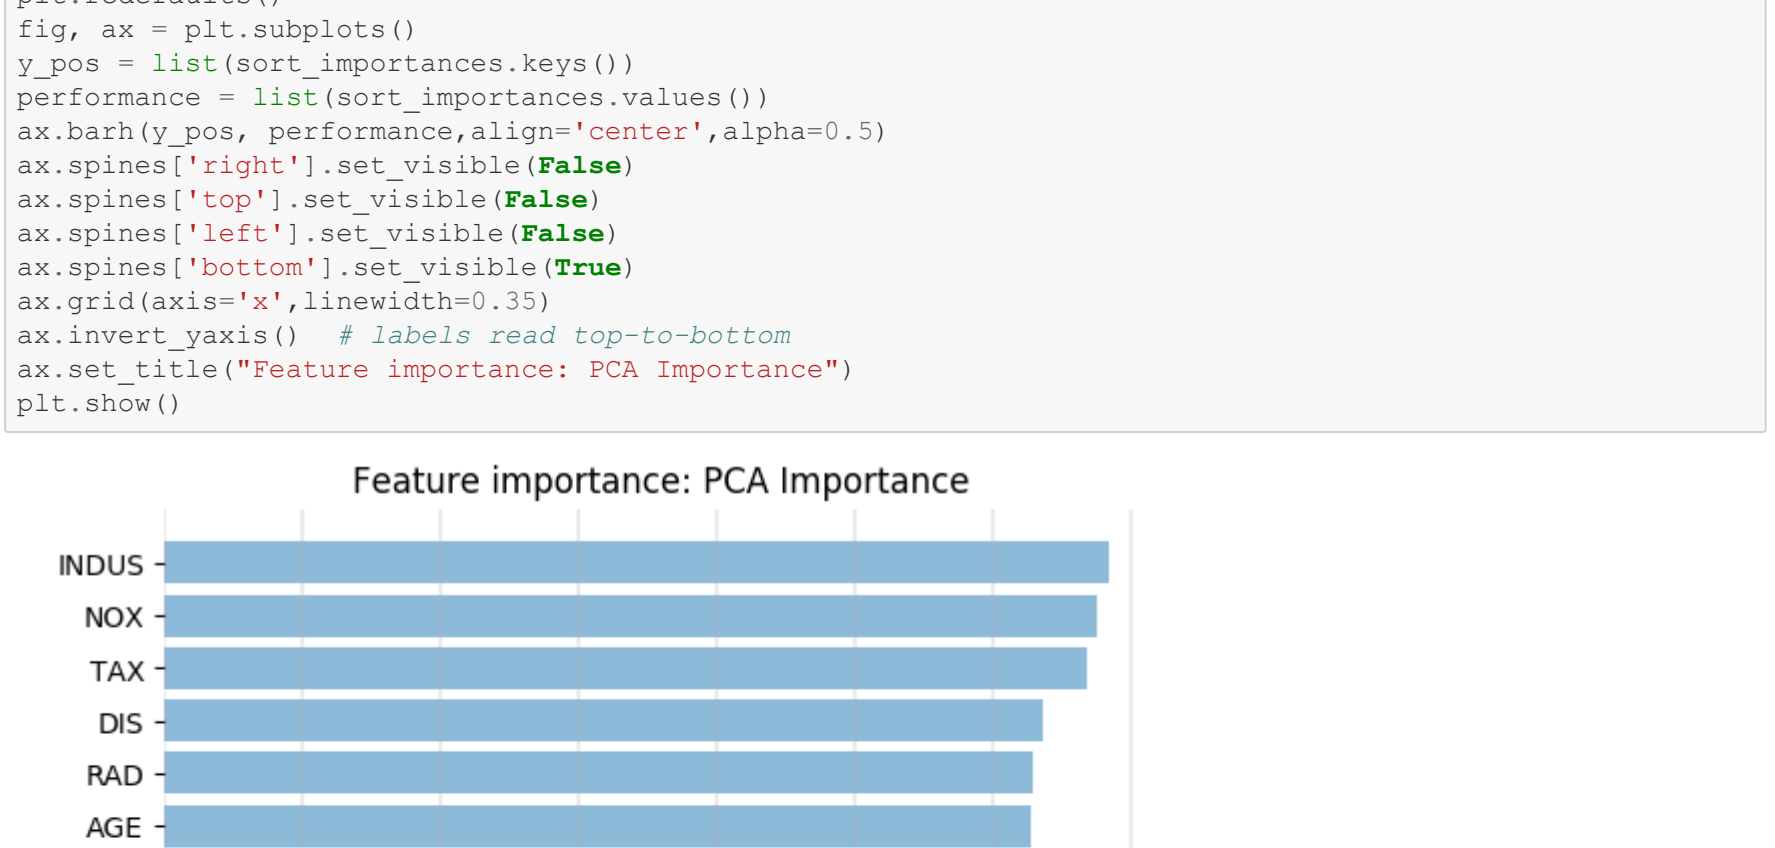 plt.rcdefaults()
fig, ax = plt.subplots()
y_pos = list(sort_importances.keys())
performance = list(sort_importances.values())
ax.barh(y_pos, performance,align='center',alpha=0.5)
ax.spines['right'].set_visible(False)
ax.spines['top'].set_visible(False)
ax.spines['left'].set_visible(False)
ax.spines['bottom'].set_visible(True)
ax.grid(axis='x',linewidth=0.35)
ax.invert_yaxis()  # labels read top-to-bottom
ax.set_title("Feature importance: PCA Importance")
plt.show()
Feature importance: PCA Importance
INDUS
NOX
TAX
DIS
RAD
AGE